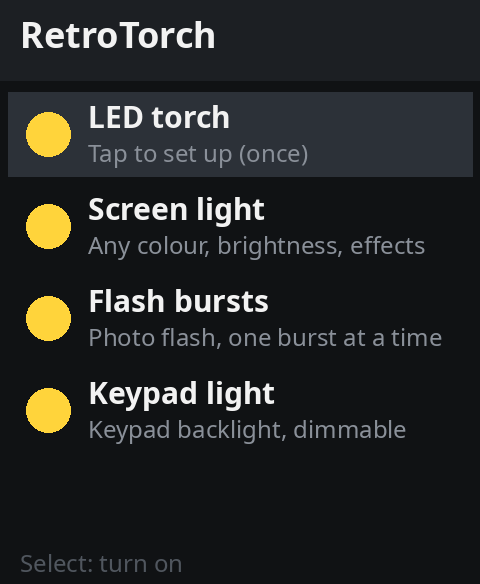 RetroTorch
LED torch
Tap to set up (once)
Screen light
Any colour, brightness, effects
Flash bursts
Photo flash, one burst at a time
Keypad light
Keypad backlight, dimmable
Select: turn on